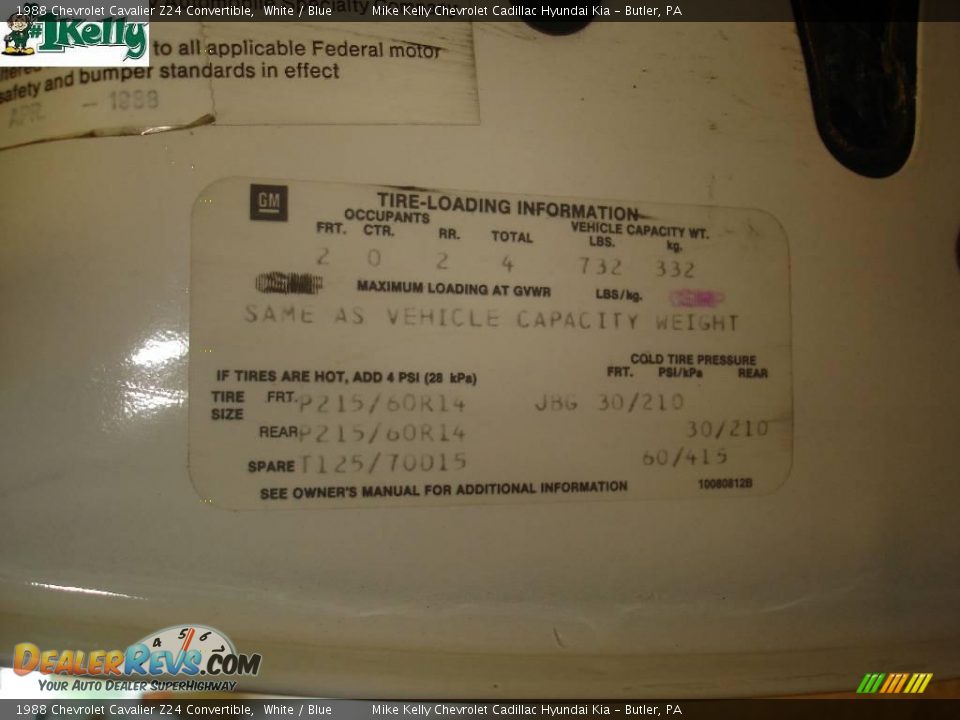 1988 Chevrolet Cavalier Z24 Convertible, White / Blue Mike Kelly Chevrolet Cadillac Hyundai Kia - Butler, PA
Specialty
#1Kelly
to all applicable Federal motor
safety and bumper standards in effect
APR - 1988
GM
TIRE-LOADING INFORMATION
OCCUPANTS VEHICLE CAPACITY WT.
FRT. CTR. RR. TOTAL LBS. kg.
2 0 2 4 732 332
MAXIMUM LOADING AT GVWR LBS/kg.
SAME AS VEHICLE CAPACITY WEIGHT
COLD TIRE PRESSURE
IF TIRES ARE HOT, ADD 4 PSI (28 kPa) FRT. PSI/kPa REAR
TIRE SIZE FRT. P215/60R14 JBG 30/210
REAR P215/60R14 30/210
SPARE T125/70D15 60/415
SEE OWNER'S MANUAL FOR ADDITIONAL INFORMATION 10080812B
4 5 6 7
DEALERREVS.COM
YOUR AUTO DEALER SUPERHIGHWAY
1988 Chevrolet Cavalier Z24 Convertible, White / Blue Mike Kelly Chevrolet Cadillac Hyundai Kia - Butler, PA